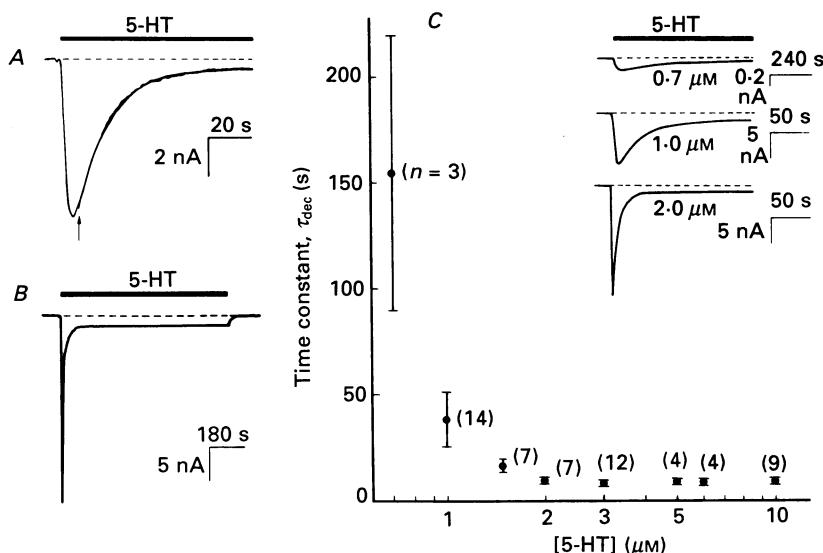 A
5-HT
20 s
2 nA
B
5-HT
180 s
5 nA
C
5-HT
240 s
0·7 μM
0·2
nA
50 s
1·0 μM
5
nA
2·0 μM
50 s
5 nA
Time constant, τdec (s)
200
150
100
50
0
(n = 3)
(14)
(7)
(7)
(12)
(4)
(4)
(9)
1
2
3
5
10
[5-HT] (μM)